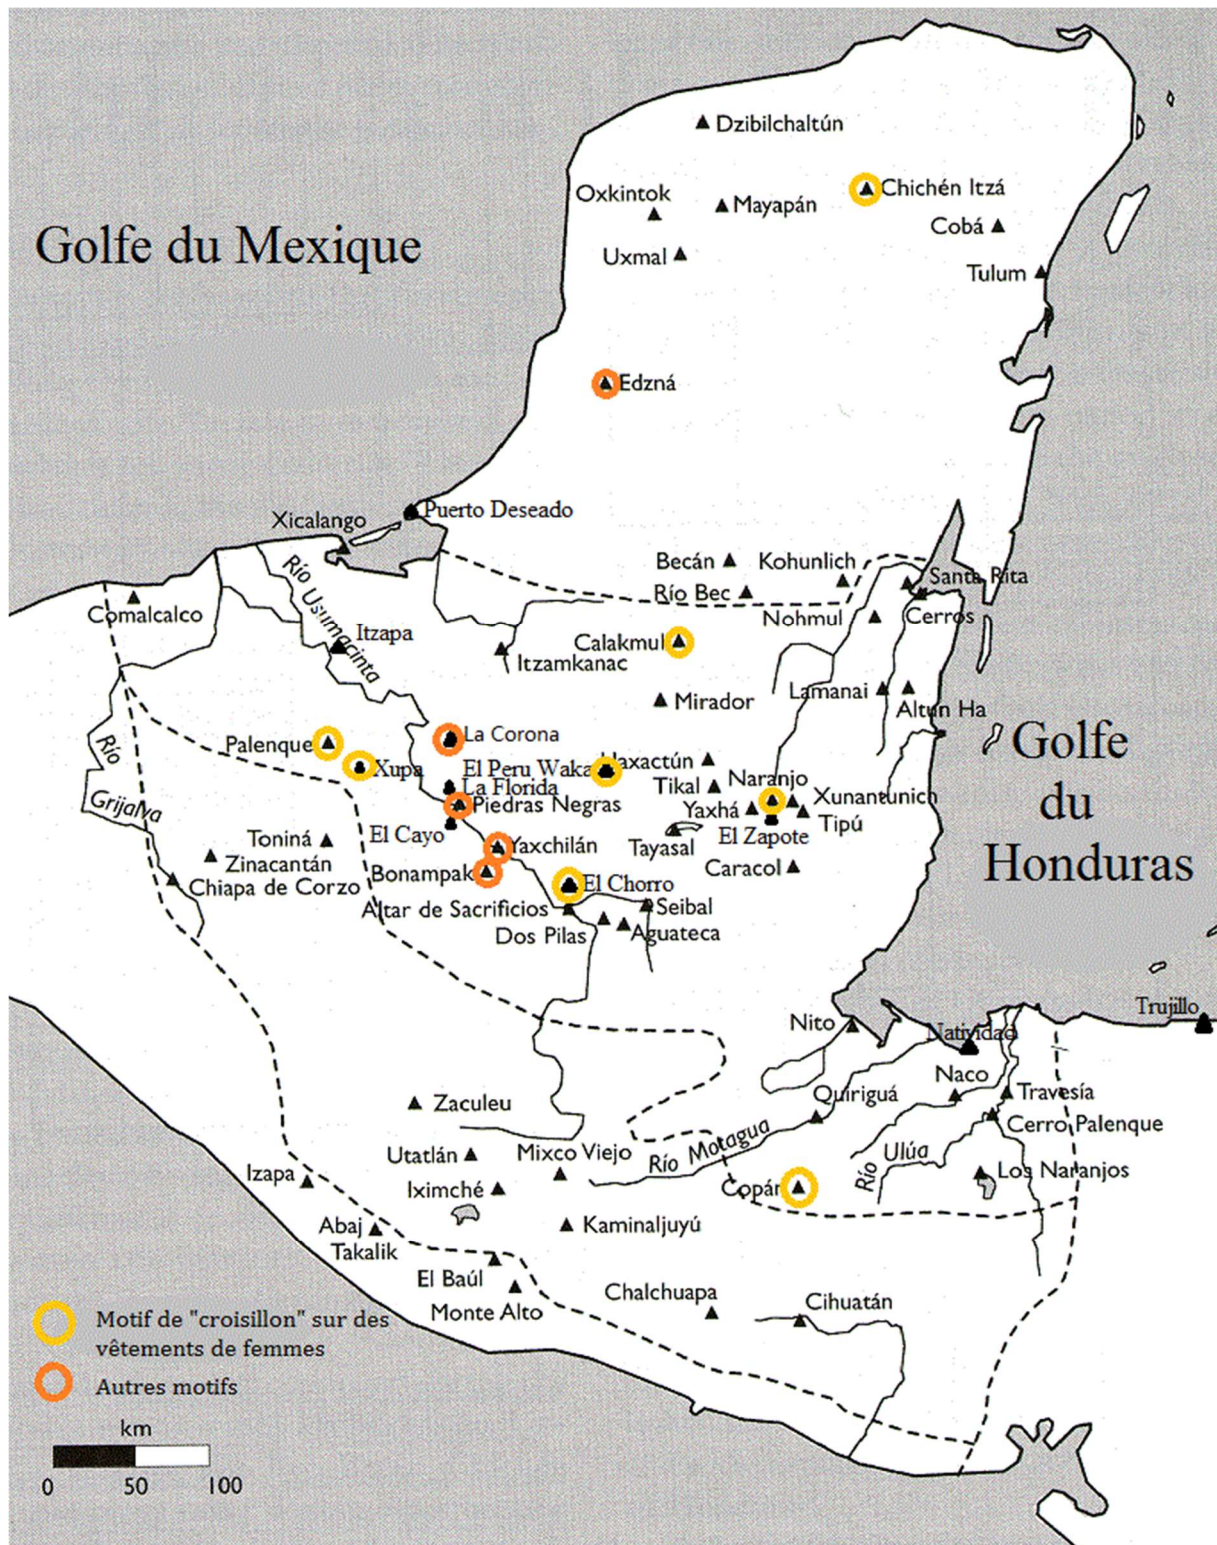 Dzibilchaltún
Chichén Itzá
Oxkintok
Mayapán
Cobá
Golfe du Mexique
Uxmal
Tulum
Edzná
Puerto Deseado
Xicalango
Becán
Kohunlich
Río Usumacinta
Santa Rita
Río Bec
Comalcalco
Nohmul
Cerros
Itzapa
Calakmul
Itzamkanac
Lamanai
Mirador
Altun Ha
Río
Grijalva
La Corona
Golfe
du
Honduras
Palenque
Xupa
El Peru Waka
Uaxactún
La Florida
Tikal
Naranjo
Piedras Negras
Yaxhá
Xunantunich
El Cayo
El Zapote
Tipú
Toniná
Yaxchilán
Tayasal
Zinacantán
Bonampak
Caracol
Chiapa de Corzo
El Chorro
Altar de Sacrificios
Seibal
Dos Pilas
Aguateca
Trujillo
Nito
Natividad
Naco
Quiriguá
Travesía
Zaculeu
Cerro Palenque
Río Motagua
Río Ulúa
Utatlán
Mixco Viejo
Los Naranjos
Izapa
Iximché
Copán
Abaj
Takalik
Kaminaljuyú
El Baúl
Monte Alto
Chalchuapa
Cihuatán
Motif de "croisillon" sur des
vêtements de femmes
Autres motifs
km
0 50 100